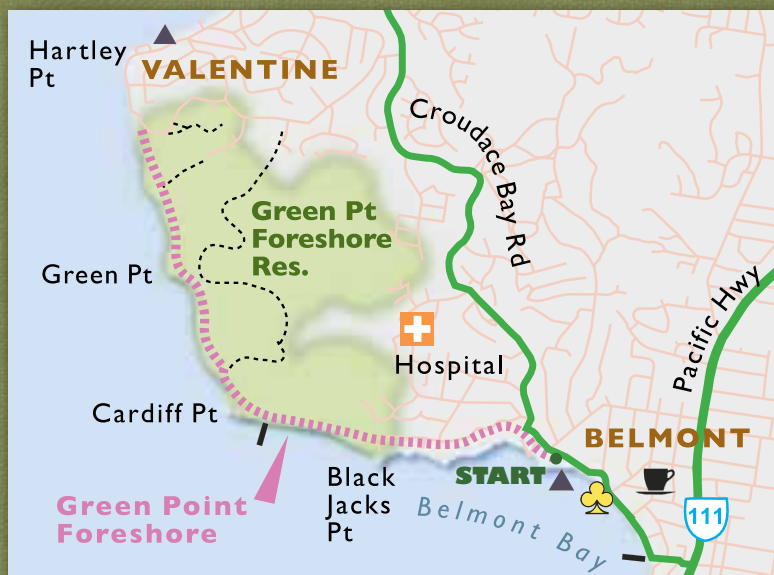 Hartley
Pt
VALENTINE
Croudace Bay Rd
Green Pt
Foreshore
Res.
Green Pt
Pacific Hwy
Hospital
Cardiff Pt
BELMONT
START
Black
Jacks
Pt
Green Point
Foreshore
Belmont Bay
111